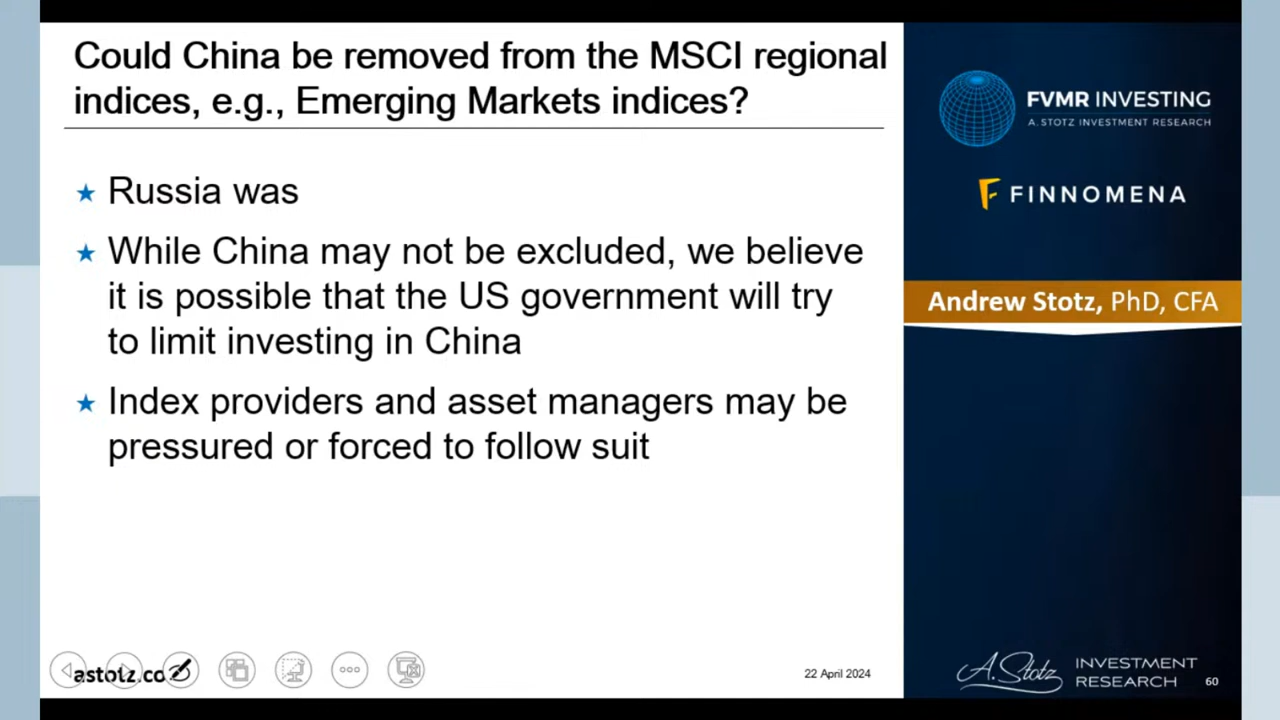 Could China be removed from the MSCI regional
indices, e.g., Emerging Markets indices?
★ Russia was
★ While China may not be excluded, we believe
it is possible that the US government will try
to limit investing in China
★ Index providers and asset managers may be
pressured or forced to follow suit
FVMR INVESTING
A. STOTZ INVESTMENT RESEARCH
FINNOMENA
Andrew Stotz, PhD, CFA
astotz.co
22 April 2024
A. Stotz INVESTMENT
RESEARCH
60